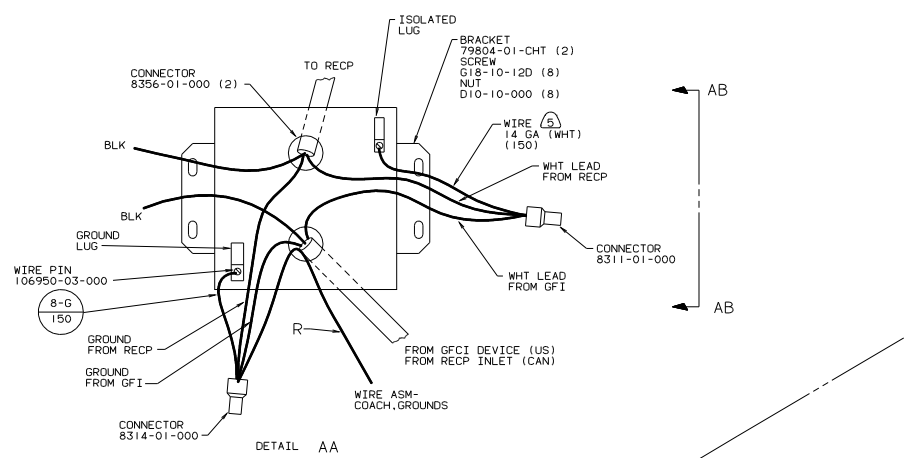 ISOLATED
LUG
BRACKET
79804-01-CHT (2)
SCREW
G18-10-12D (8)
NUT
D10-10-000 (8)
TO RECP
CONNECTOR
8356-01-000 (2)
AB
WIRE 5
14 GA (WHT)
(150)
BLK
WHT LEAD
FROM RECP
BLK
GROUND
LUG
CONNECTOR
8311-01-000
WIRE PIN
106950-03-000
WHT LEAD
FROM GFI
8-G
150
AB
R
GROUND
FROM RECP
FROM GFCI DEVICE (US)
FROM RECP INLET (CAN)
GROUND
FROM GFI
WIRE ASM-
COACH,GROUNDS
CONNECTOR
8314-01-000
DETAIL AA